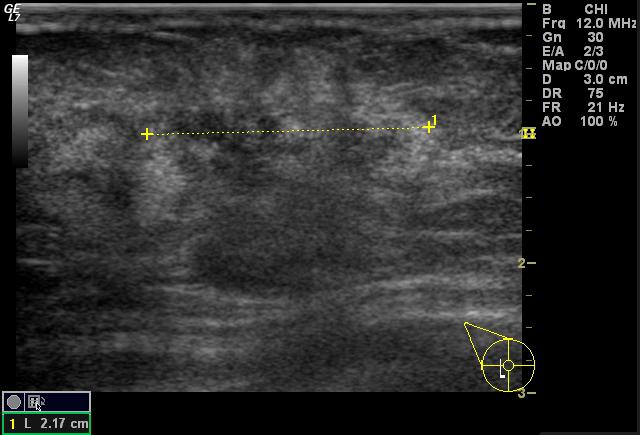 GE
L7
B CHI
Frq 12.0 MHz
Gn 30
E/A 2/3
Map C/0/0
D 3.0 cm
DR 75
FR 21 Hz
AO 100 %
1
2
3
L
1 L 2.17 cm